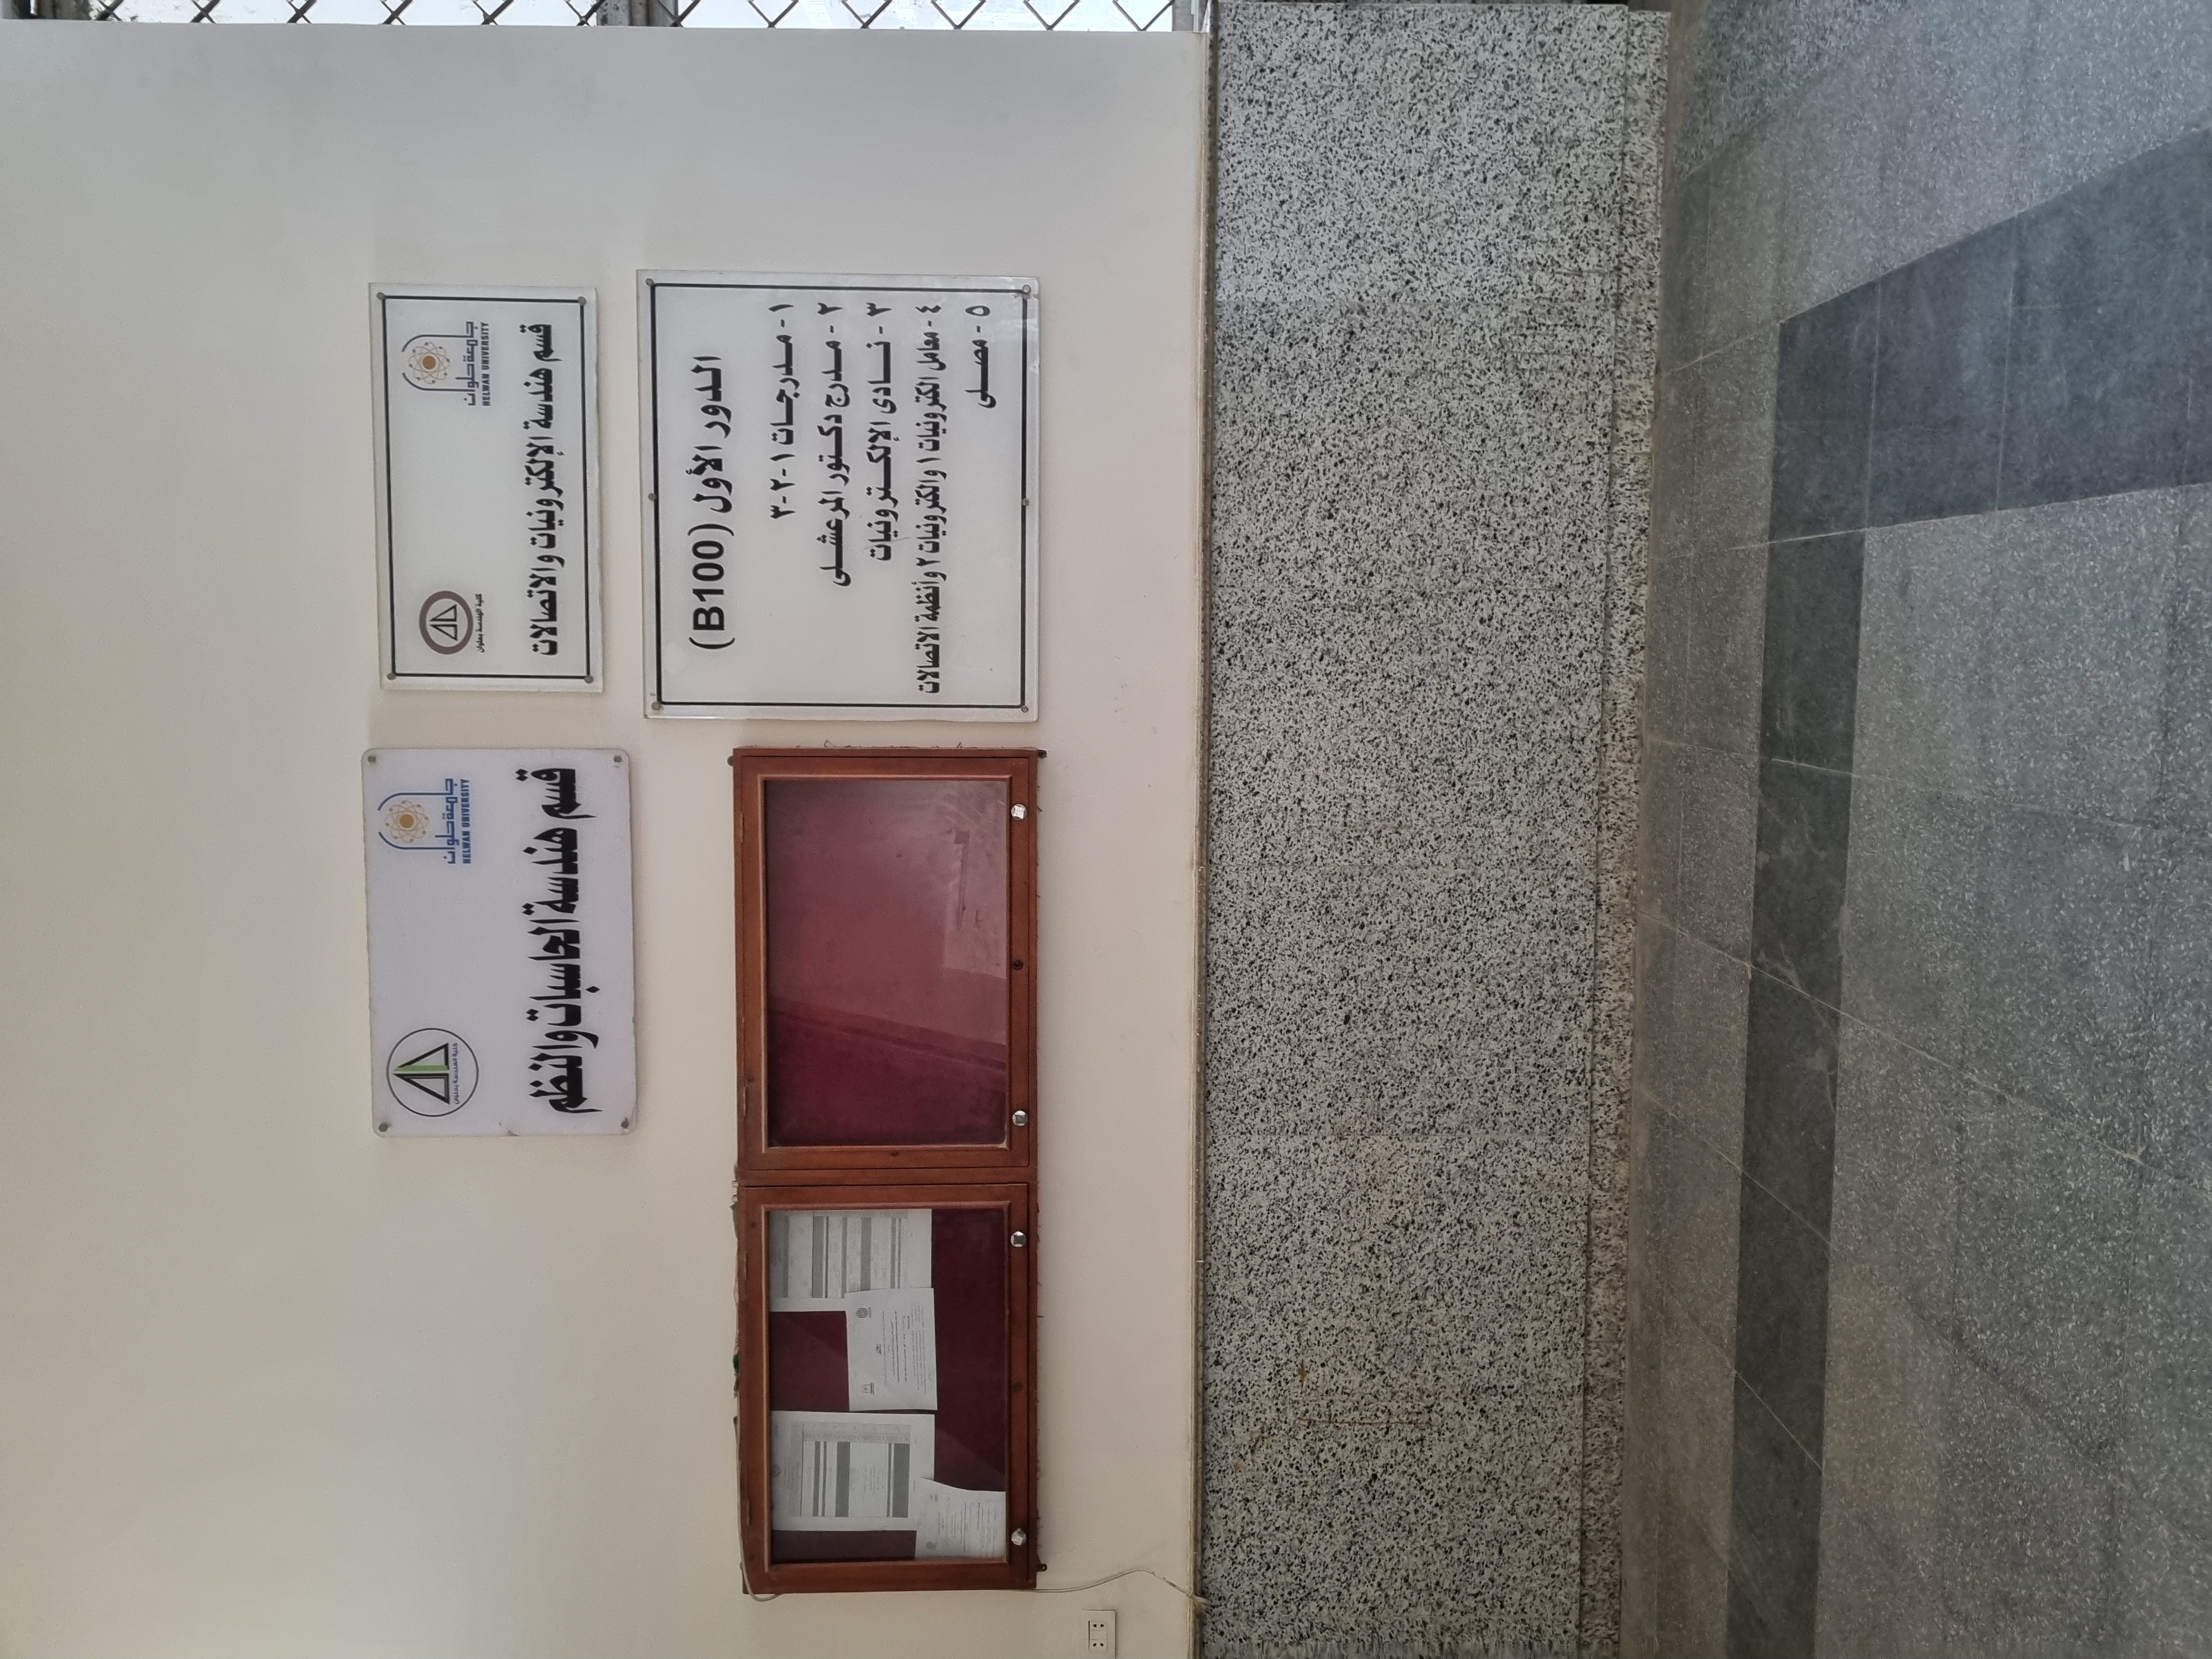 كلية الهندسة بحلوان
جامعة حلوان
HELWAN UNIVERSITY
قسم هندسة الحاسبات والنظم
كلية الهندسة بحلوان
جامعة حلوان
HELWAN UNIVERSITY
قسم هندسة الإلكترونيات والاتصالات
الدور الأول (B100)
١ - مدرجات ١-٢-٣
٢ - مدرج دكتور المرعشلى
٣ - نادى الإلكترونيات
٤ - معامل الكترونيات ١ والكترونيات ٢ وأنظمة الاتصالات
٥ - مصلى